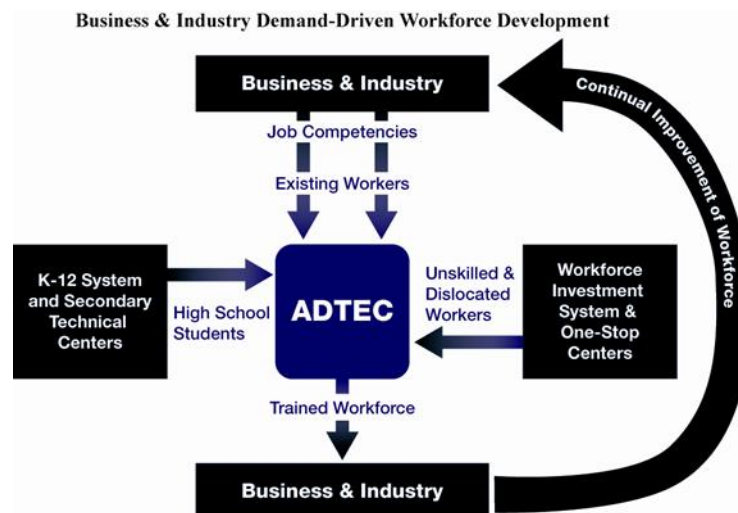 Business & Industry Demand-Driven Workforce Development
Business & Industry
Job Competencies
Existing Workers
K-12 System
and Secondary
Technical
Centers
High School
Students
ADTEC
Unskilled &
Dislocated
Workers
Workforce
Investment
System &
One-Stop
Centers
Continual Improvement of Workforce
Trained Workforce
Business & Industry